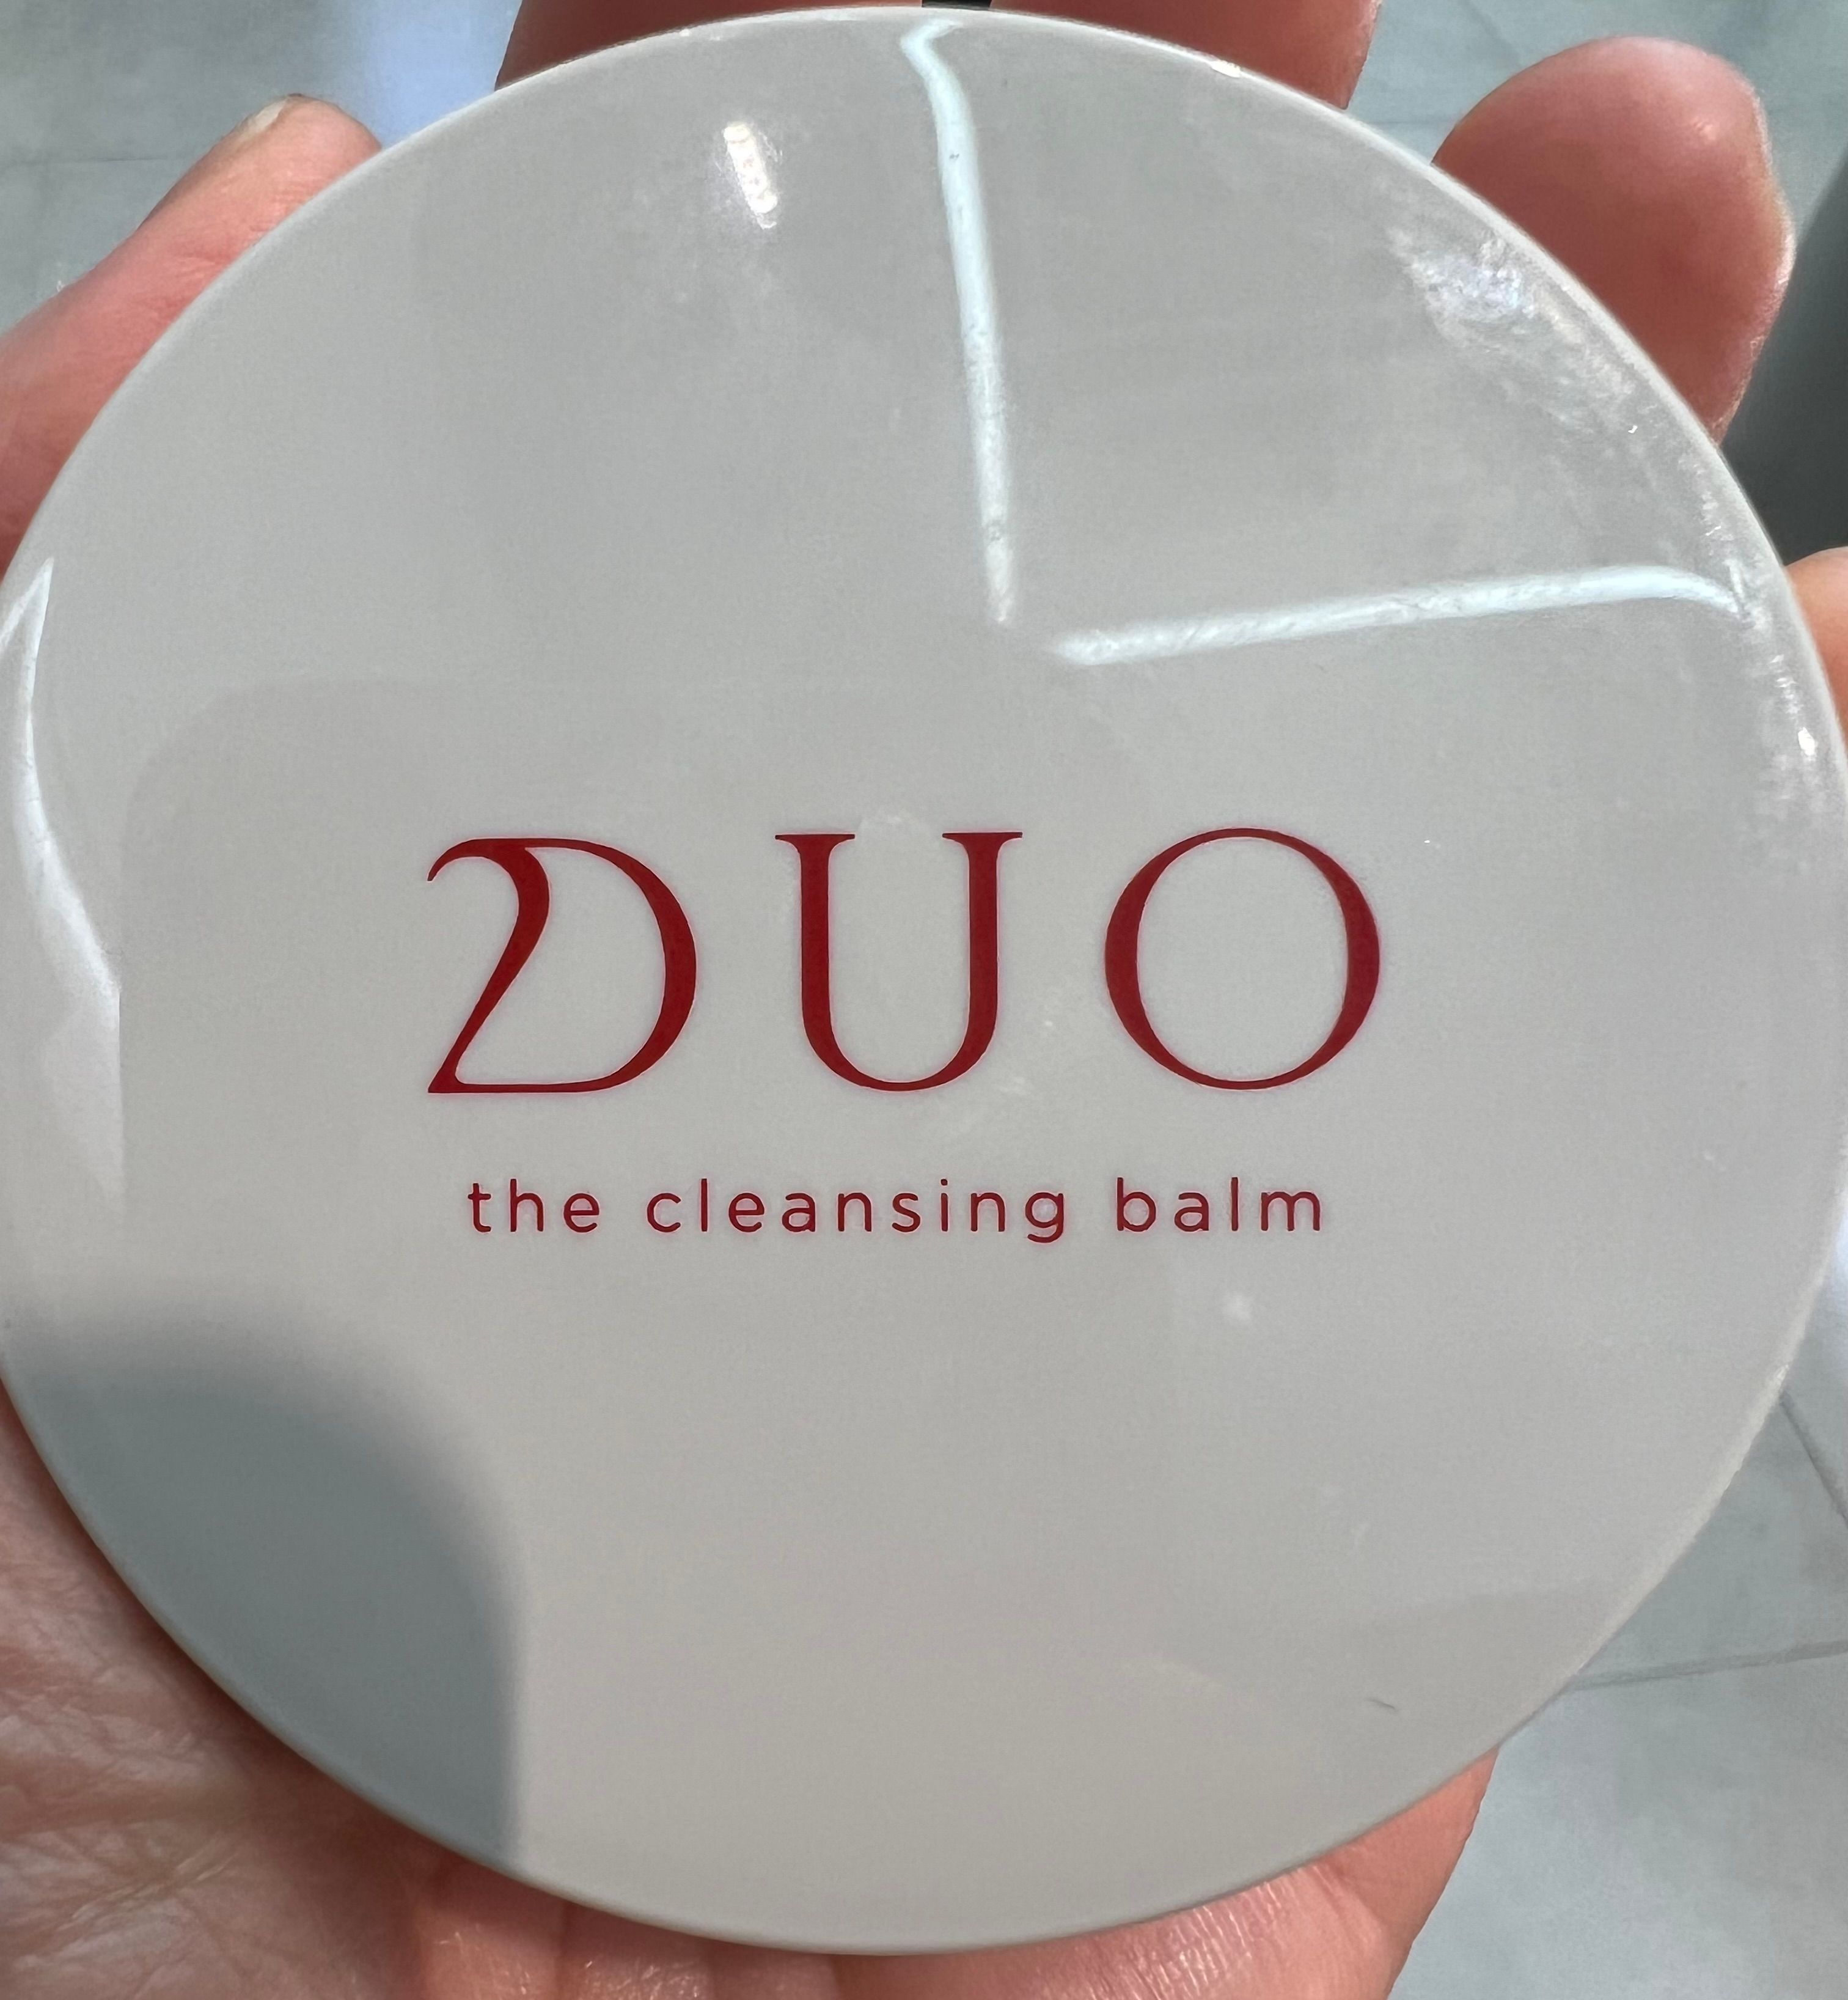 DUO
the cleansing balm